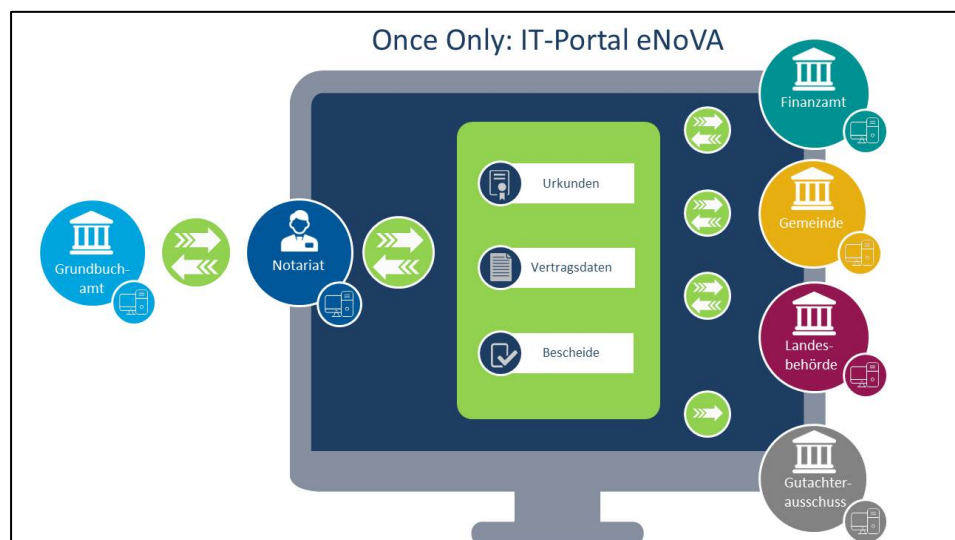 Once Only: IT-Portal eNoVA
Finanzamt
Urkunden
Gemeinde
Grundbuch-
amt
Notariat
Vertragsdaten
Landes-
behörde
Bescheide
Gutachter-
ausschuss